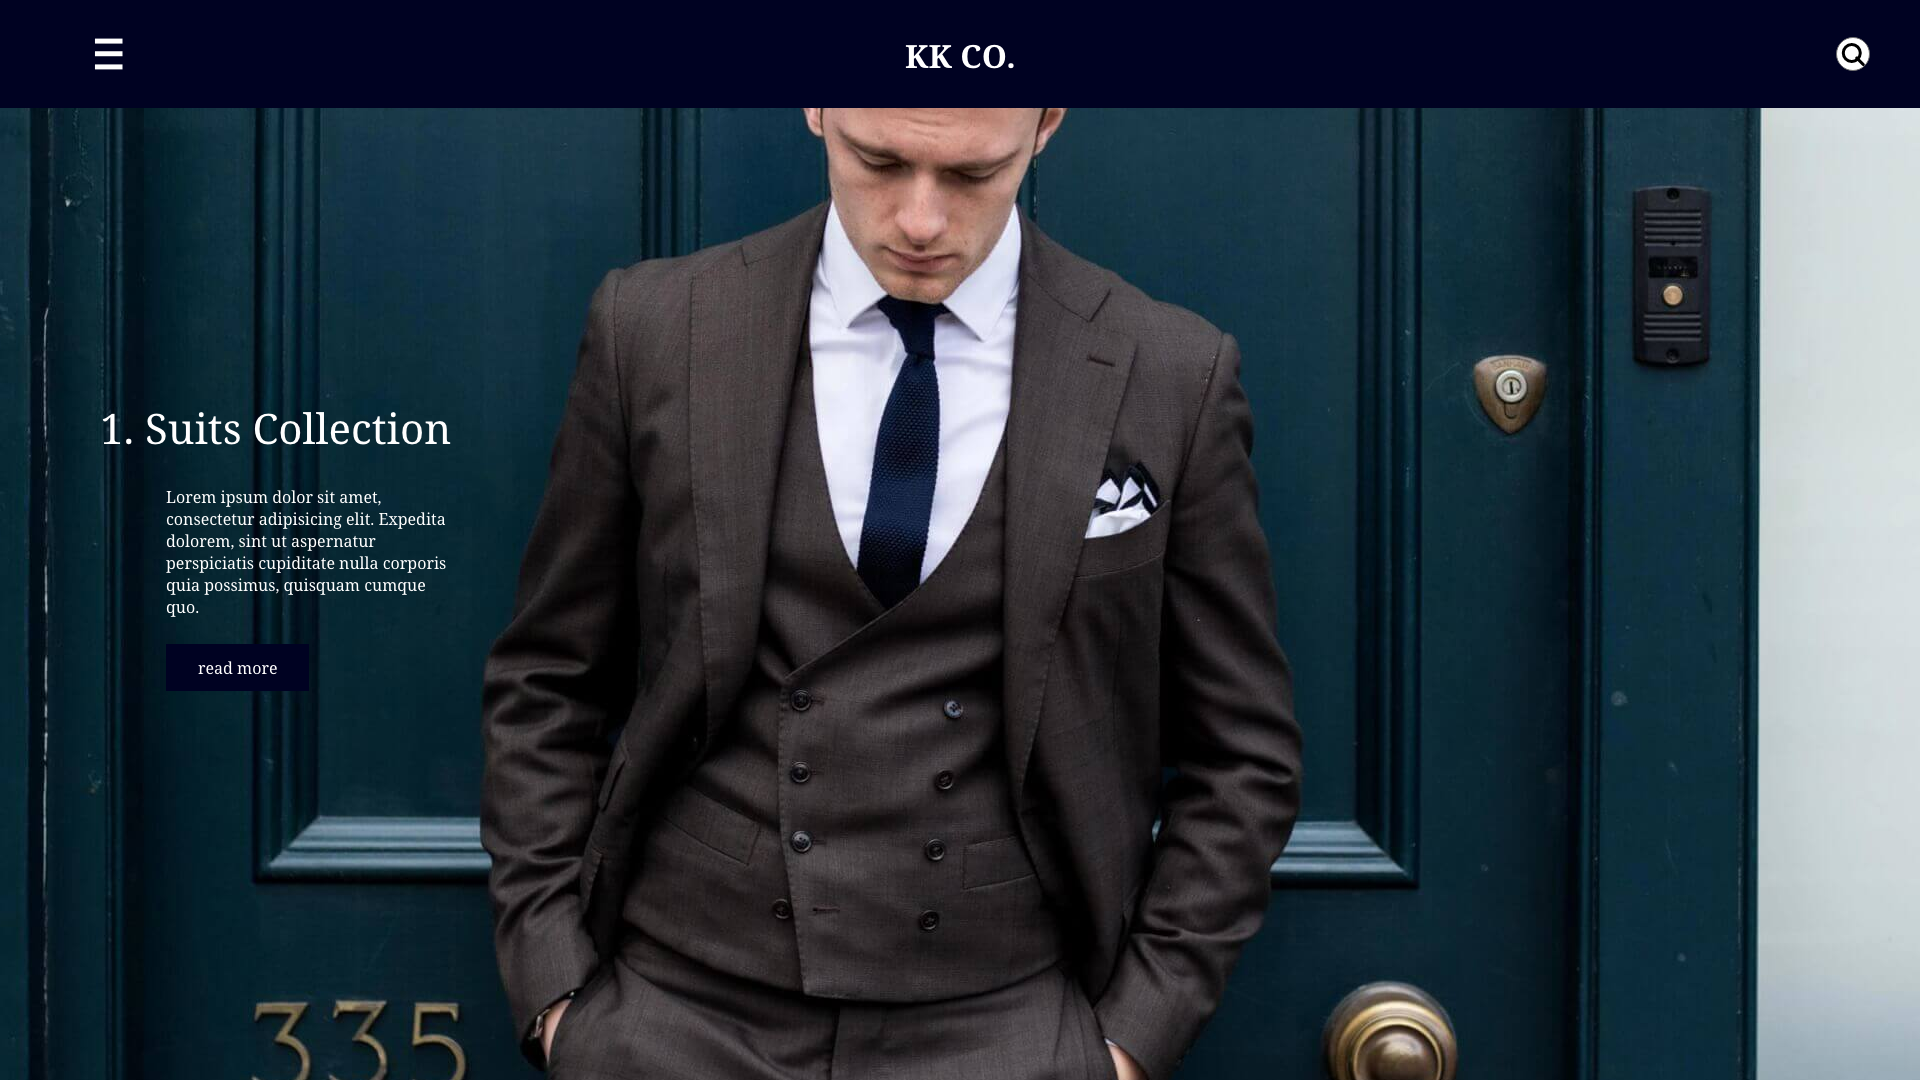 KK CO.
1. Suits Collection
Lorem ipsum dolor sit amet,
consectetur adipisicing elit. Expedita
dolorem, sint ut aspernatur
perspiciatis cupiditate nulla corporis
quia possimus, quisquam cumque
quo.
read more
335